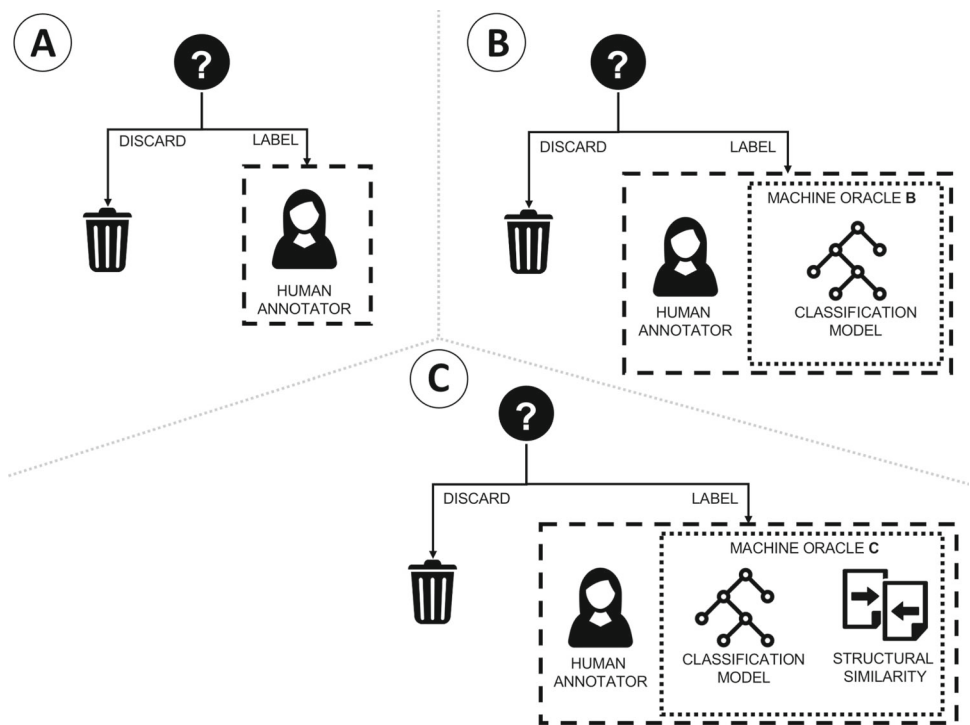 A
?
DISCARD
LABEL
HUMAN
ANNOTATOR
B
?
DISCARD
LABEL
MACHINE ORACLE B
HUMAN
ANNOTATOR
CLASSIFICATION
MODEL
C
?
DISCARD
LABEL
MACHINE ORACLE C
HUMAN
ANNOTATOR
CLASSIFICATION
MODEL
STRUCTURAL
SIMILARITY